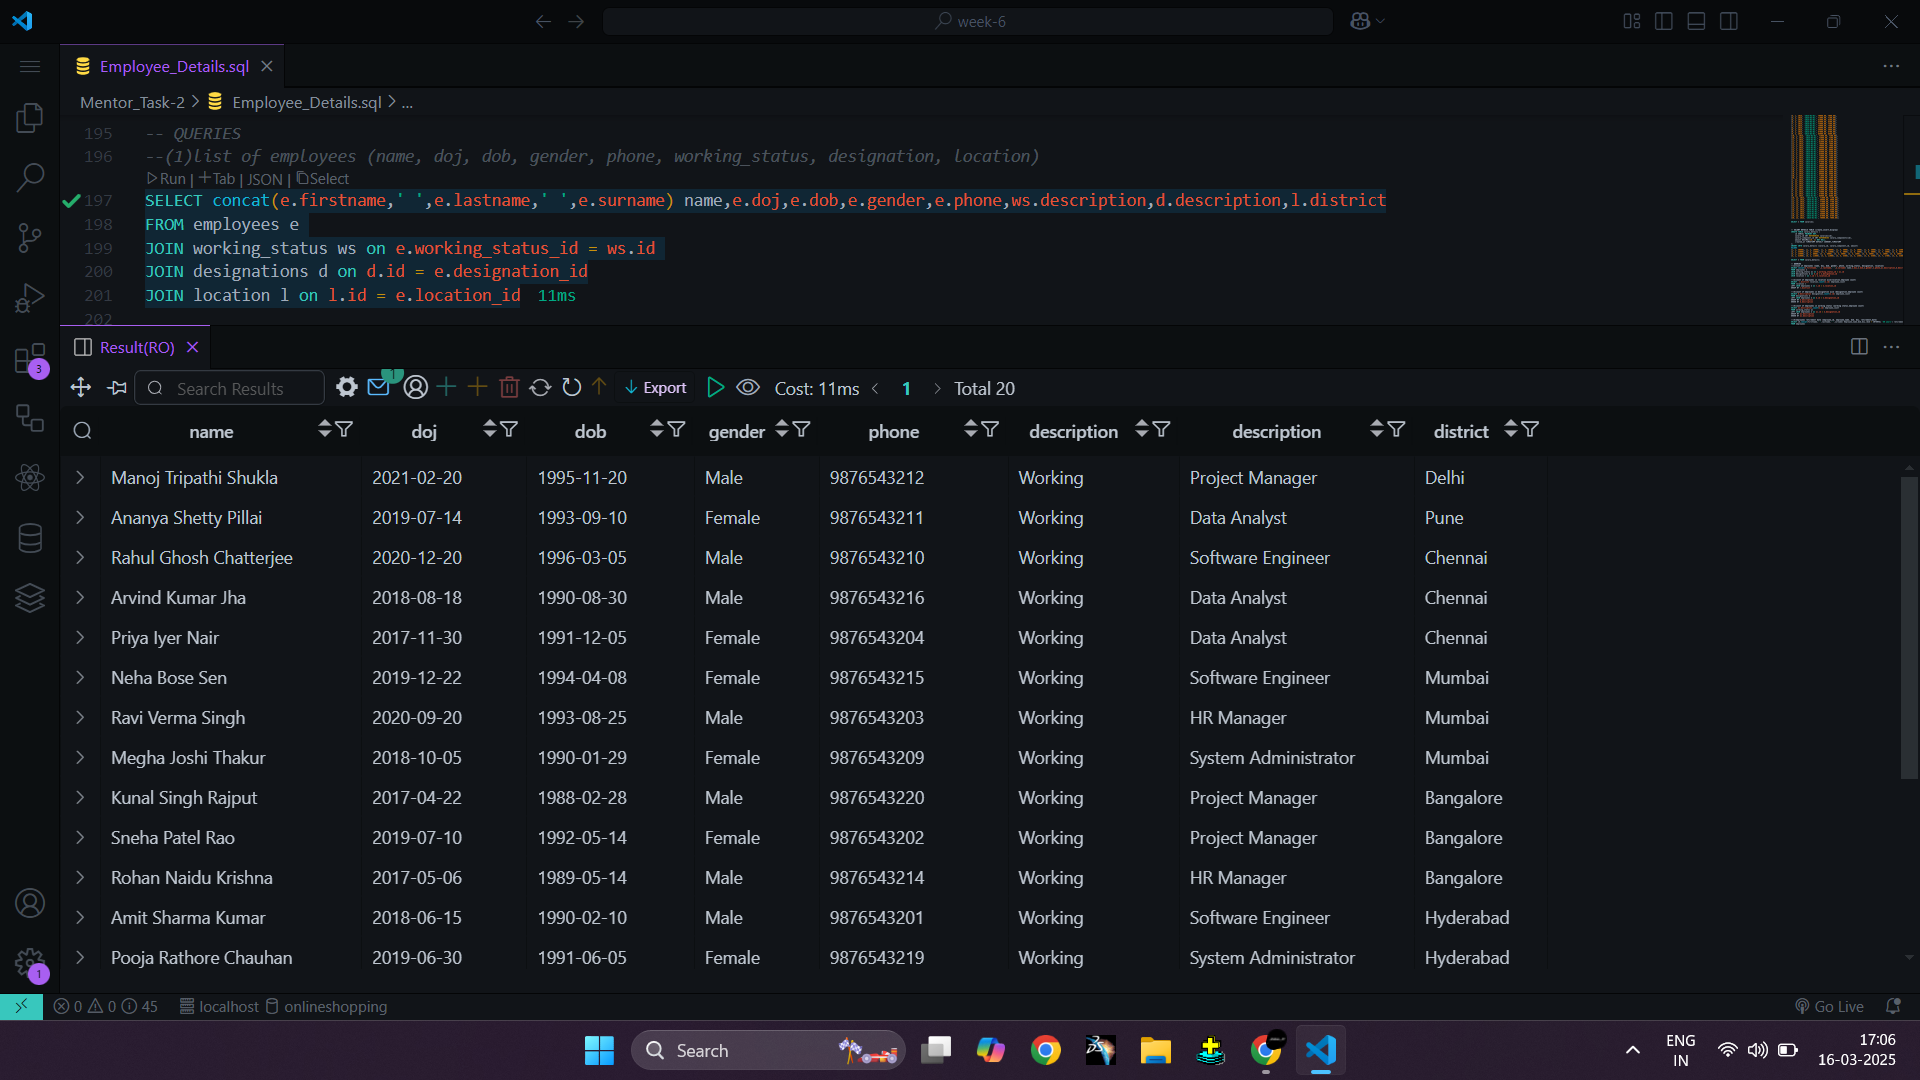 week-6
Employee_Details.sql
Mentor_Task-2 > Employee_Details.sql > ...
195 -- QUERIES
196 --(1)list of employees (name, doj, dob, gender, phone, working_status, designation, location)
Run | +Tab | JSON | Select
197 SELECT concat(e.firstname,' ',e.lastname,' ',e.surname) name,e.doj,e.dob,e.gender,e.phone,ws.description,d.description,l.district
198 FROM employees e
199 JOIN working_status ws on e.working_status_id = ws.id
200 JOIN designations d on d.id = e.designation_id
201 JOIN location l on l.id = e.location_id 11ms
202
Result(RO)
Search Results 1 Export Cost: 11ms < 1 > Total 20
name doj dob gender phone description description district
Manoj Tripathi Shukla 2021-02-20 1995-11-20 Male 9876543212 Working Project Manager Delhi
Ananya Shetty Pillai 2019-07-14 1993-09-10 Female 9876543211 Working Data Analyst Pune
Rahul Ghosh Chatterjee 2020-12-20 1996-03-05 Male 9876543210 Working Software Engineer Chennai
Arvind Kumar Jha 2018-08-18 1990-08-30 Male 9876543216 Working Data Analyst Chennai
Priya Iyer Nair 2017-11-30 1991-12-05 Female 9876543204 Working Data Analyst Chennai
Neha Bose Sen 2019-12-22 1994-04-08 Female 9876543215 Working Software Engineer Mumbai
Ravi Verma Singh 2020-09-20 1993-08-25 Male 9876543203 Working HR Manager Mumbai
Megha Joshi Thakur 2018-10-05 1990-01-29 Female 9876543209 Working System Administrator Mumbai
Kunal Singh Rajput 2017-04-22 1988-02-28 Male 9876543220 Working Project Manager Bangalore
Sneha Patel Rao 2019-07-10 1992-05-14 Female 9876543202 Working Project Manager Bangalore
Rohan Naidu Krishna 2017-05-06 1989-05-14 Male 9876543214 Working HR Manager Bangalore
Amit Sharma Kumar 2018-06-15 1990-02-10 Male 9876543201 Working Software Engineer Hyderabad
Pooja Rathore Chauhan 2019-06-30 1991-06-05 Female 9876543219 Working System Administrator Hyderabad
3
1
0 0 45 localhost onlineshopping Go Live
Search
ENG
IN
17:06
16-03-2025